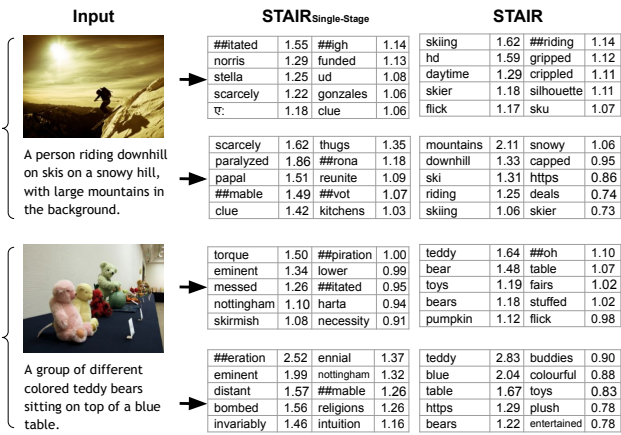 Input STAIR Single-Stage STAIR
##itated 1.55 ##igh 1.14 skiing 1.62 ##riding 1.14
norris 1.29 funded 1.13 hd 1.59 gripped 1.12
stella 1.25 ud 1.08 daytime 1.29 crippled 1.11
scarcely 1.22 gonzales 1.06 skier 1.18 silhouette 1.11
ए: 1.18 clue 1.06 flick 1.17 sku 1.07
A person riding downhill
on skis on a snowy hill,
with large mountains in
the background.
scarcely 1.62 thugs 1.35 mountains 2.11 snowy 1.06
paralyzed 1.86 ##rona 1.18 downhill 1.33 capped 0.95
papal 1.51 reunite 1.09 ski 1.31 https 0.86
##mable 1.49 ##vot 1.07 riding 1.25 deals 0.74
clue 1.42 kitchens 1.03 skiing 1.06 skier 0.73
torque 1.50 ##piration 1.00 teddy 1.64 ##oh 1.10
eminent 1.34 lower 0.99 bear 1.48 table 1.07
messed 1.26 ##itated 0.95 toys 1.19 fairs 1.02
nottingham 1.10 harta 0.94 bears 1.18 stuffed 1.02
skirmish 1.08 necessity 0.91 pumpkin 1.12 flick 0.98
A group of different
colored teddy bears
sitting on top of a blue
table.
##eration 2.52 ennial 1.37 teddy 2.83 buddies 0.90
eminent 1.99 nottingham 1.32 blue 2.04 colourful 0.88
distant 1.57 ##mable 1.26 table 1.67 toys 0.83
bombed 1.56 religions 1.26 https 1.29 plush 0.78
invariably 1.46 intuition 1.16 bears 1.22 entertained 0.78